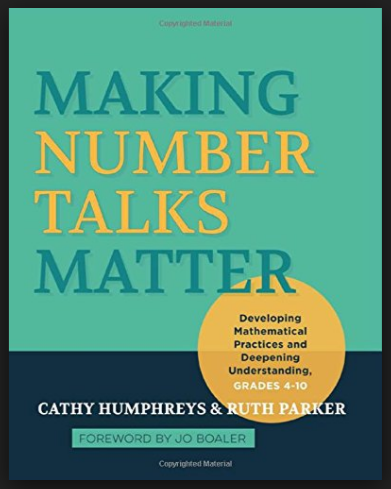 Copyrighted Material
MAKING
NUMBER
TALKS
MATTER
Developing
Mathematical
Practices and
Deepening
Understanding,
GRADES 4-10
CATHY HUMPHREYS & RUTH PARKER
FOREWORD BY JO BOALER
Copyrighted Material